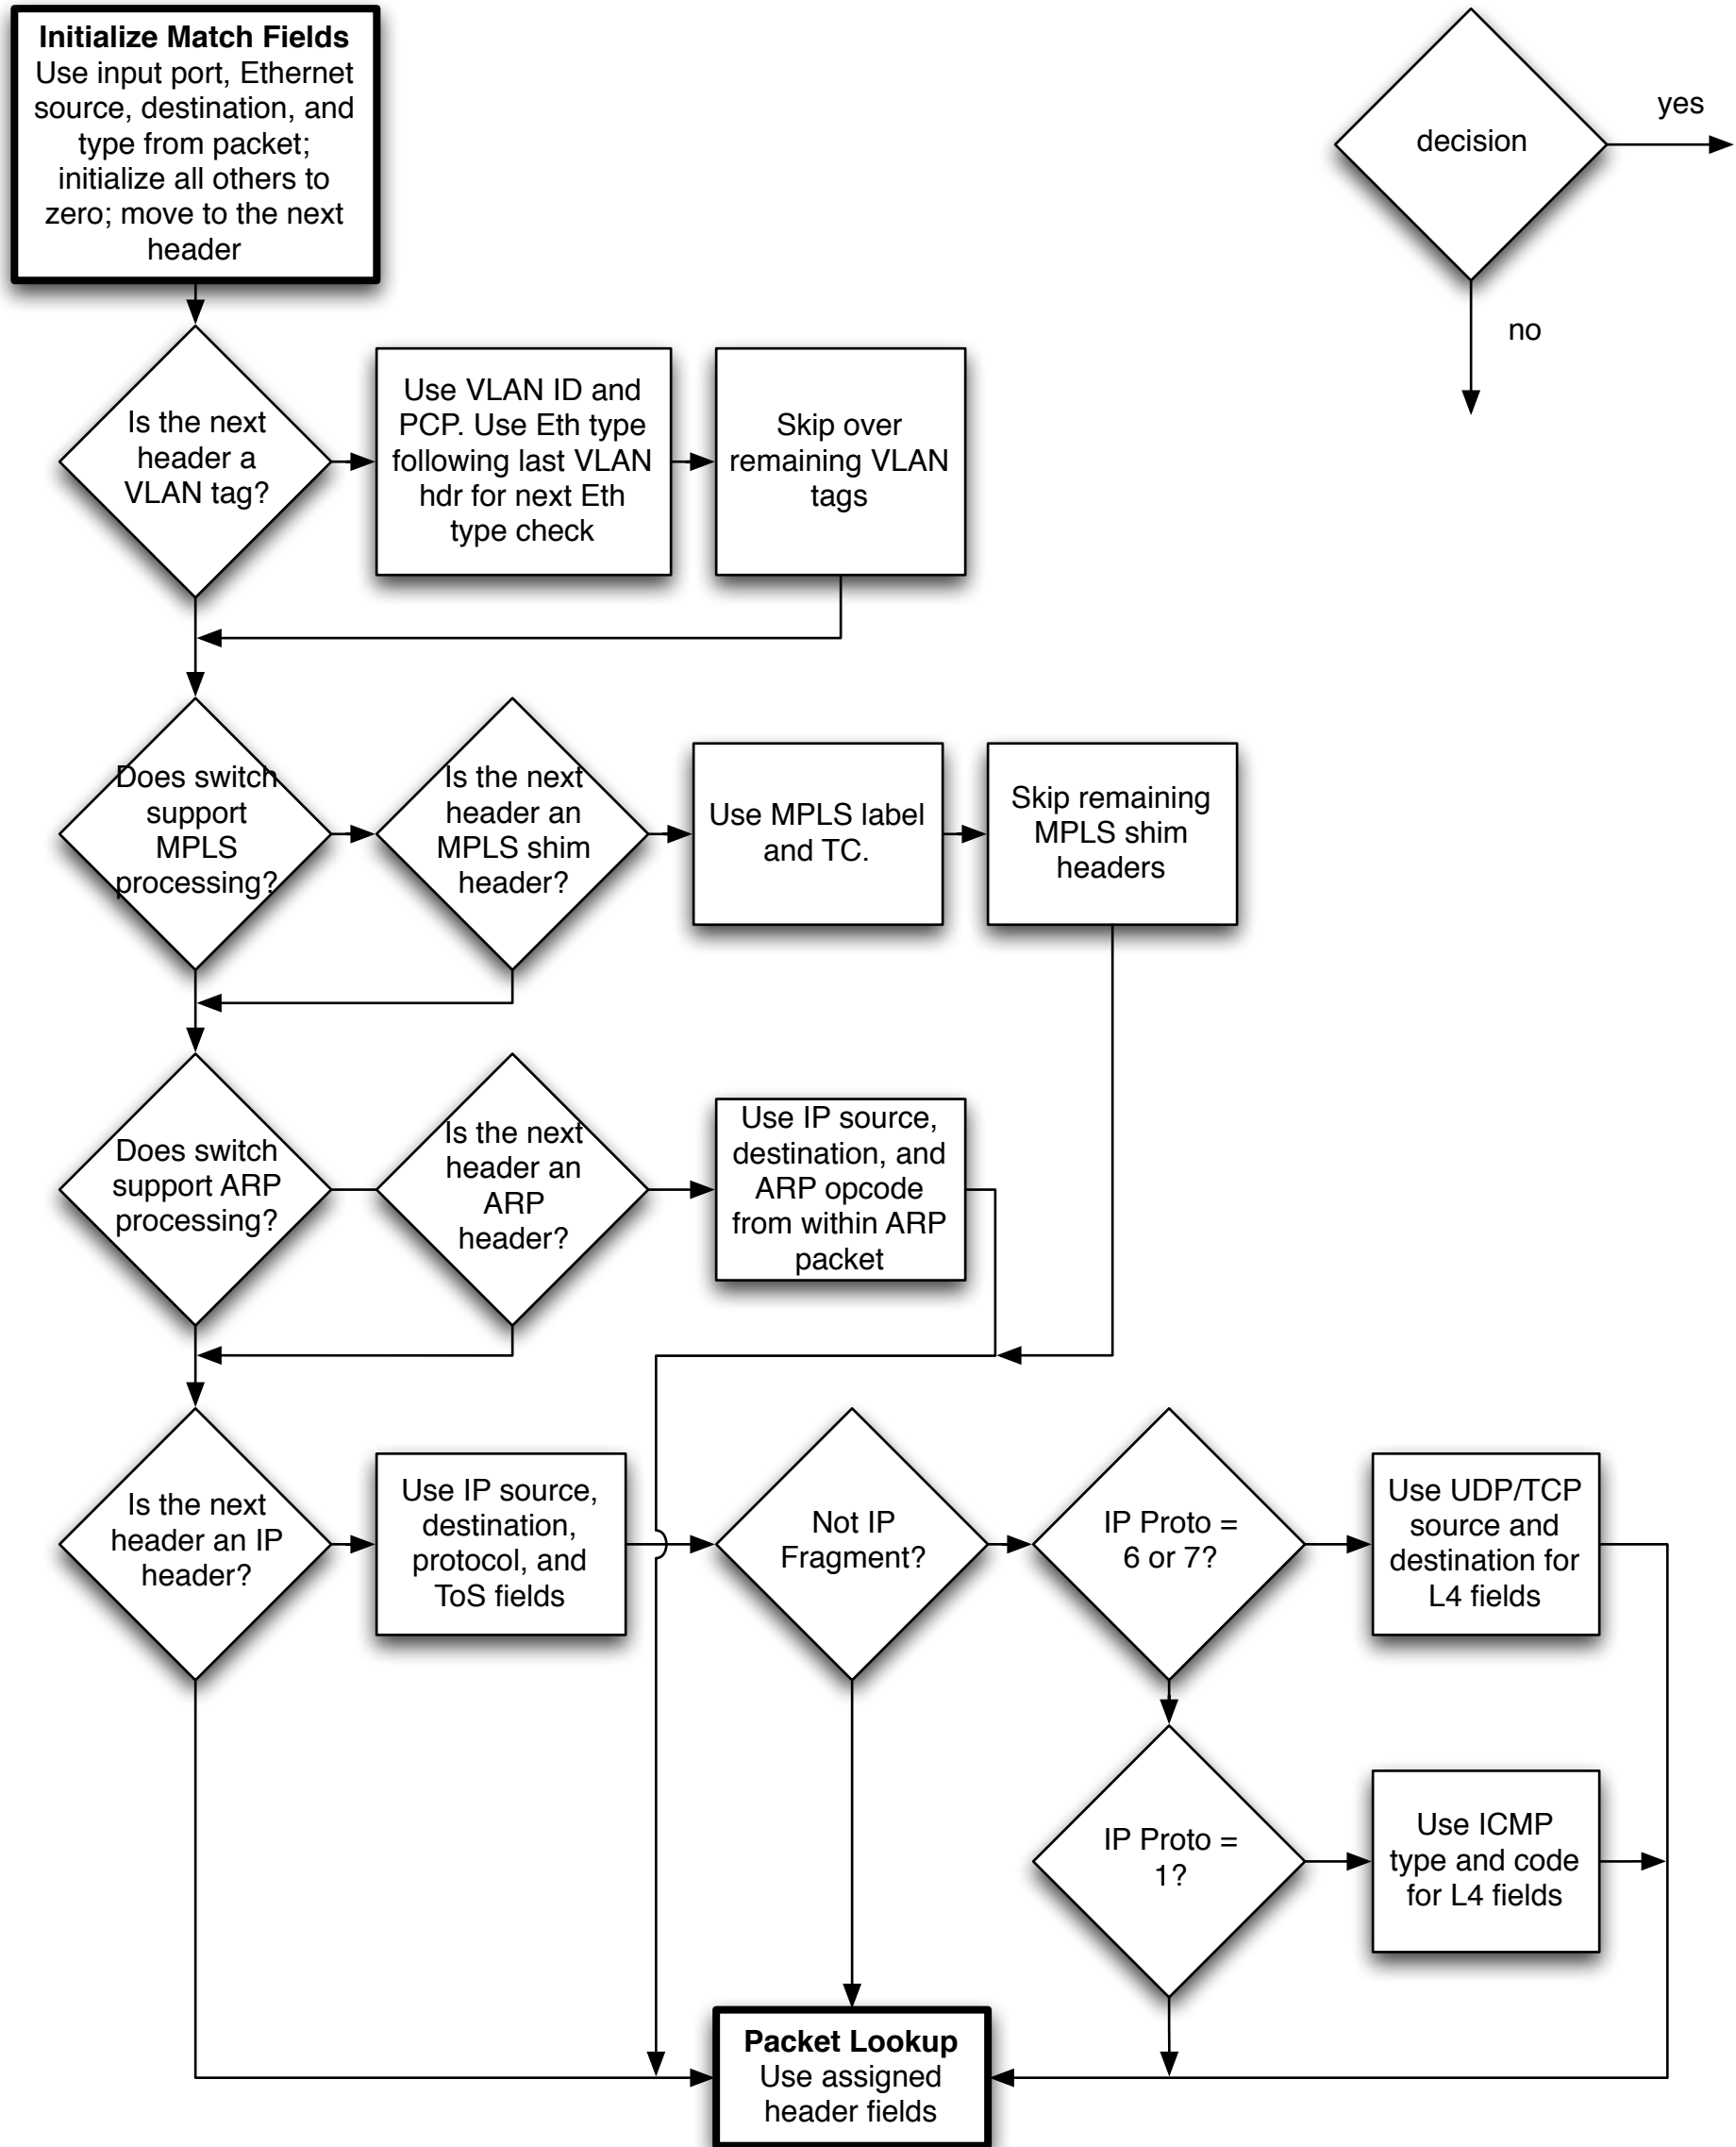 Initialize Match Fields
Use input port, Ethernet
source, destination, and
type from packet;
initialize all others to
zero; move to the next
header
decision
yes
no
Is the next
header a
VLAN tag?
Use VLAN ID and
PCP. Use Eth type
following last VLAN
hdr for next Eth
type check
Skip over
remaining VLAN
tags
Does switch
support
MPLS
processing?
Is the next
header an
MPLS shim
header?
Use MPLS label
and TC.
Skip remaining
MPLS shim
headers
Does switch
support ARP
processing?
Is the next
header an
ARP
header?
Use IP source,
destination, and
ARP opcode
from within ARP
packet
Is the next
header an IP
header?
Use IP source,
destination,
protocol, and
ToS fields
Not IP
Fragment?
IP Proto =
6 or 7?
Use UDP/TCP
source and
destination for
L4 fields
IP Proto =
1?
Use ICMP
type and code
for L4 fields
Packet Lookup
Use assigned
header fields